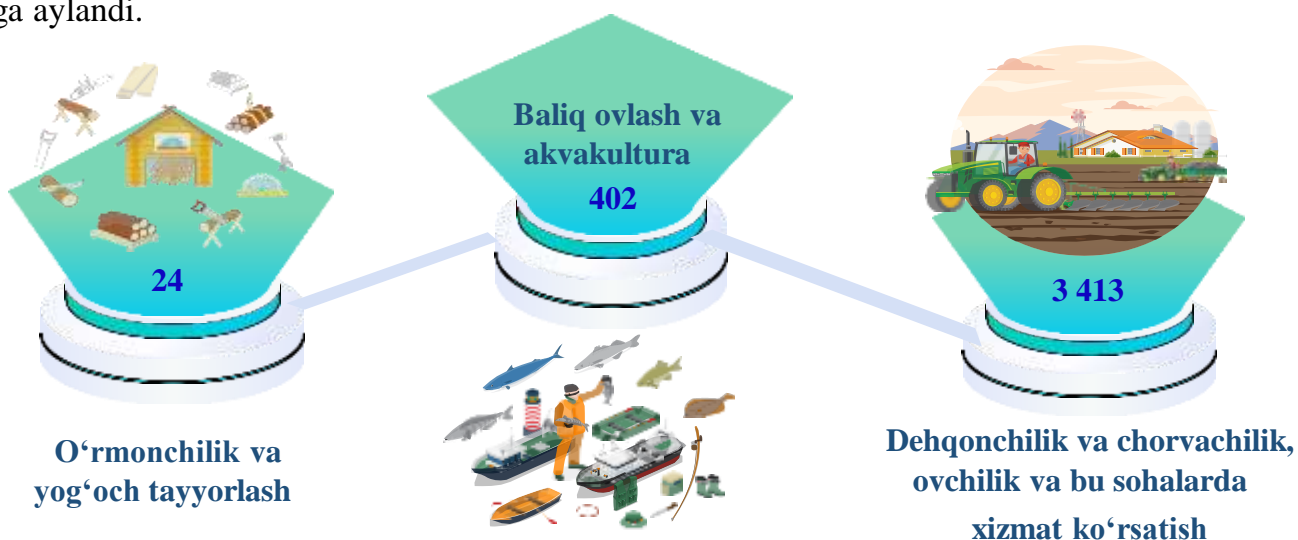 ga aylandi.
Baliq ovlash va
akvakultura
402
24
3 413
O‘rmonchilik va
yog‘och tayyorlash
Dehqonchilik va chorvachilik,
ovchilik va bu sohalarda
xizmat ko‘rsatish